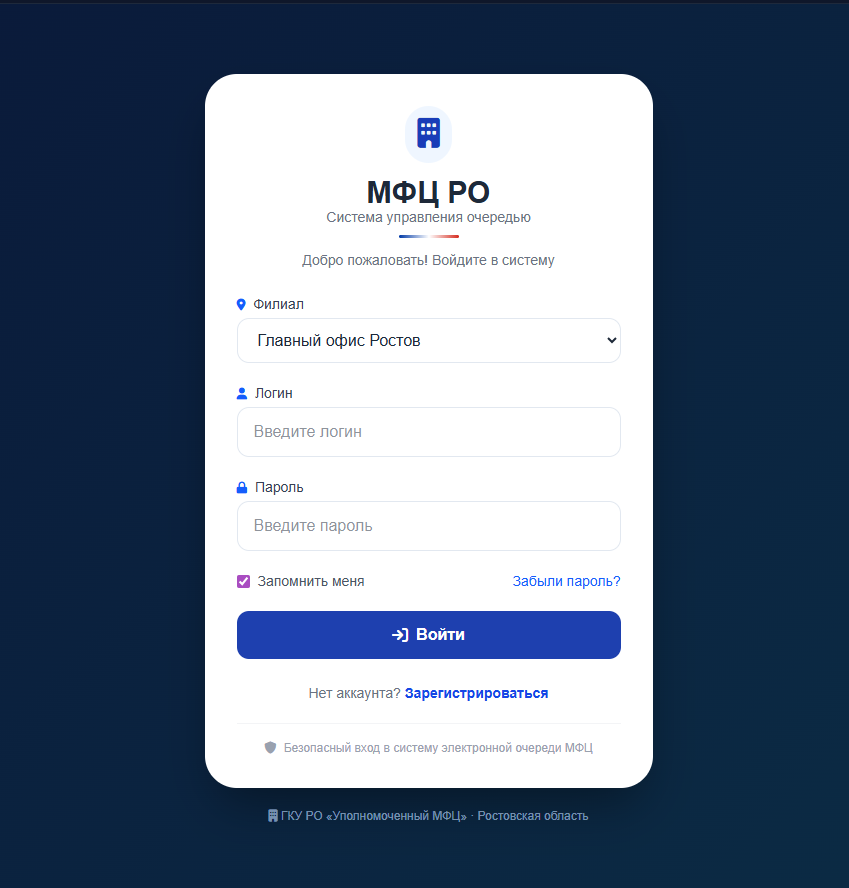 МФЦ РО
Система управления очередью
Добро пожаловать! Войдите в систему
Филиал
Главный офис Ростов
Логин
Введите логин
Пароль
Введите пароль
Запомнить меня
Забыли пароль?
Войти
Нет аккаунта? Зарегистрироваться
Безопасный вход в систему электронной очереди МФЦ
ГКУ РО «Уполномоченный МФЦ» · Ростовская область